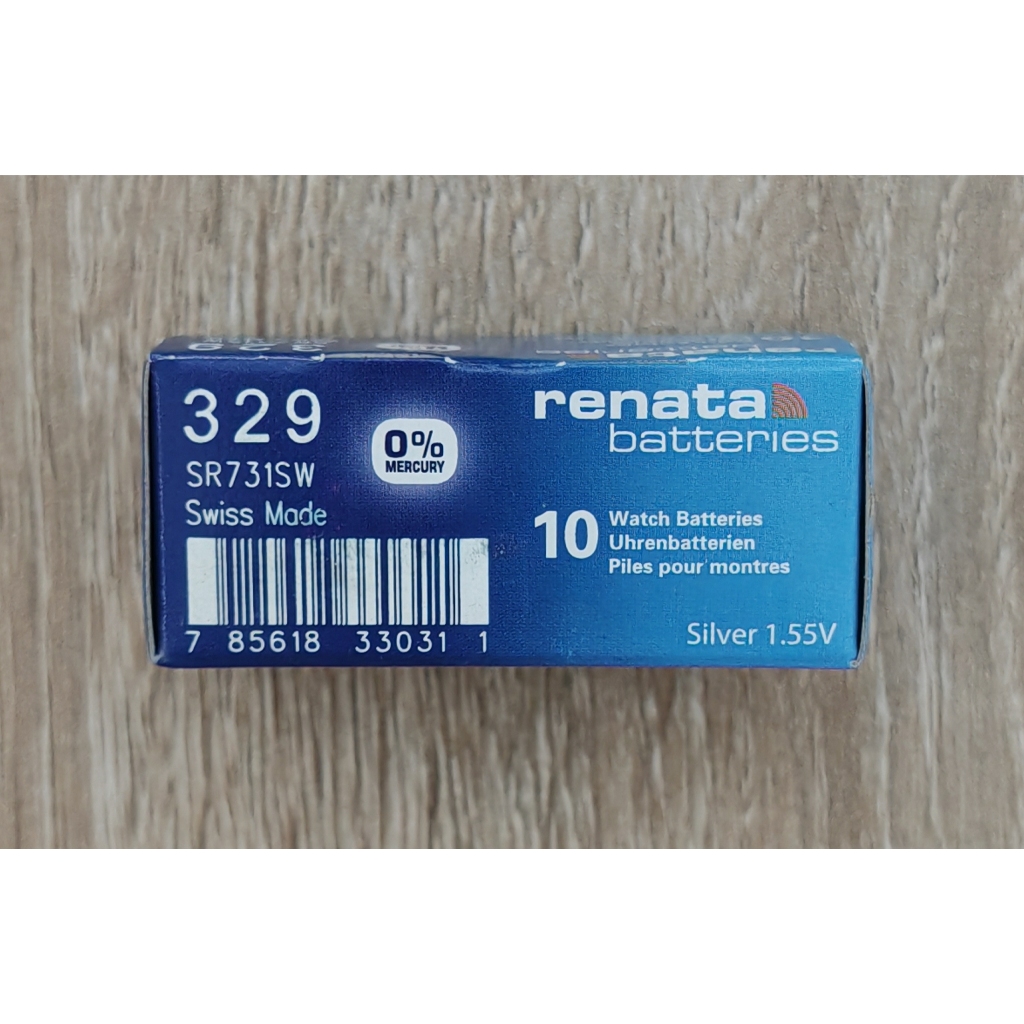 329
SR731SW
Swiss Made
0%
MERCURY
7 85618 33031 1
renata
batteries
10 Watch Batteries
Uhrenbatterien
Piles pour montres
Silver 1.55V